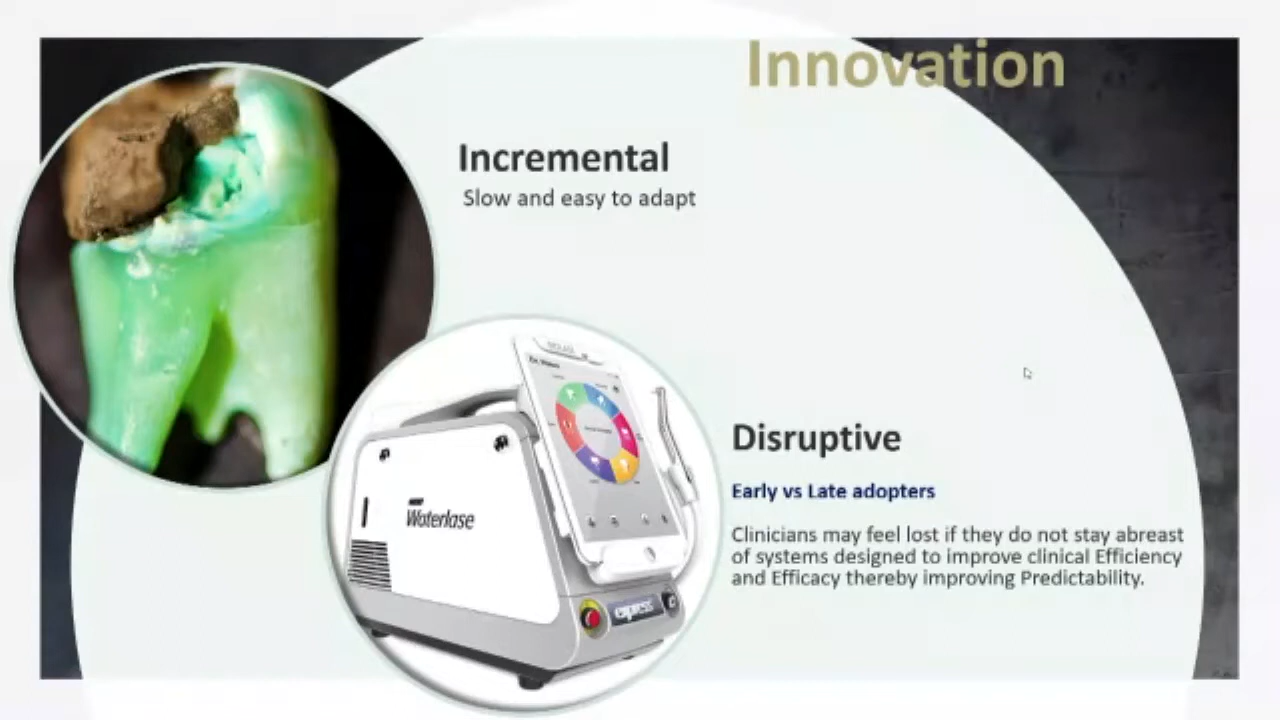 Innovation
Incremental
Slow and easy to adapt
Disruptive
Early vs Late adopters
Clinicians may feel lost if they do not stay abreast
of systems designed to improve clinical Efficiency
and Efficacy thereby improving Predictability.
Waterlase
express